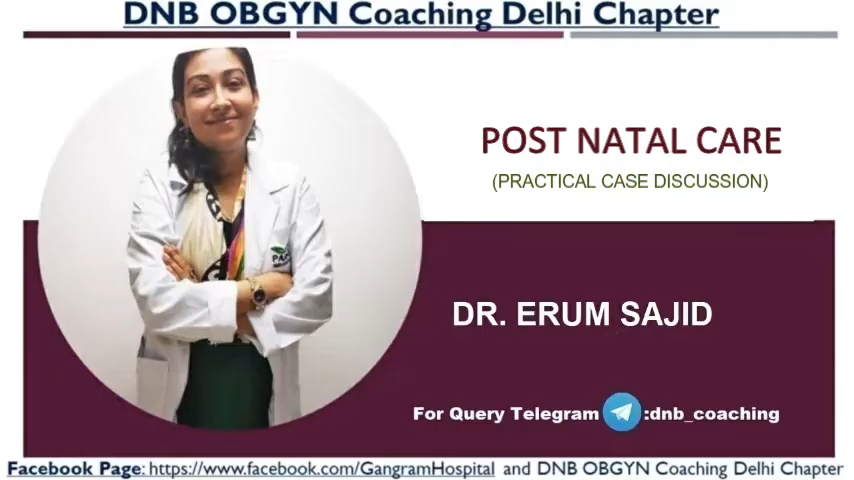 DNB OBGYN Coaching Delhi Chapter
POST NATAL CARE
(PRACTICAL CASE DISCUSSION)
DR. ERUM SAJID
For Query Telegram :dnb_coaching
Facebook Page: https://www.facebook.com/GangramHospital and DNB OBGYN Coaching Delhi Chapter